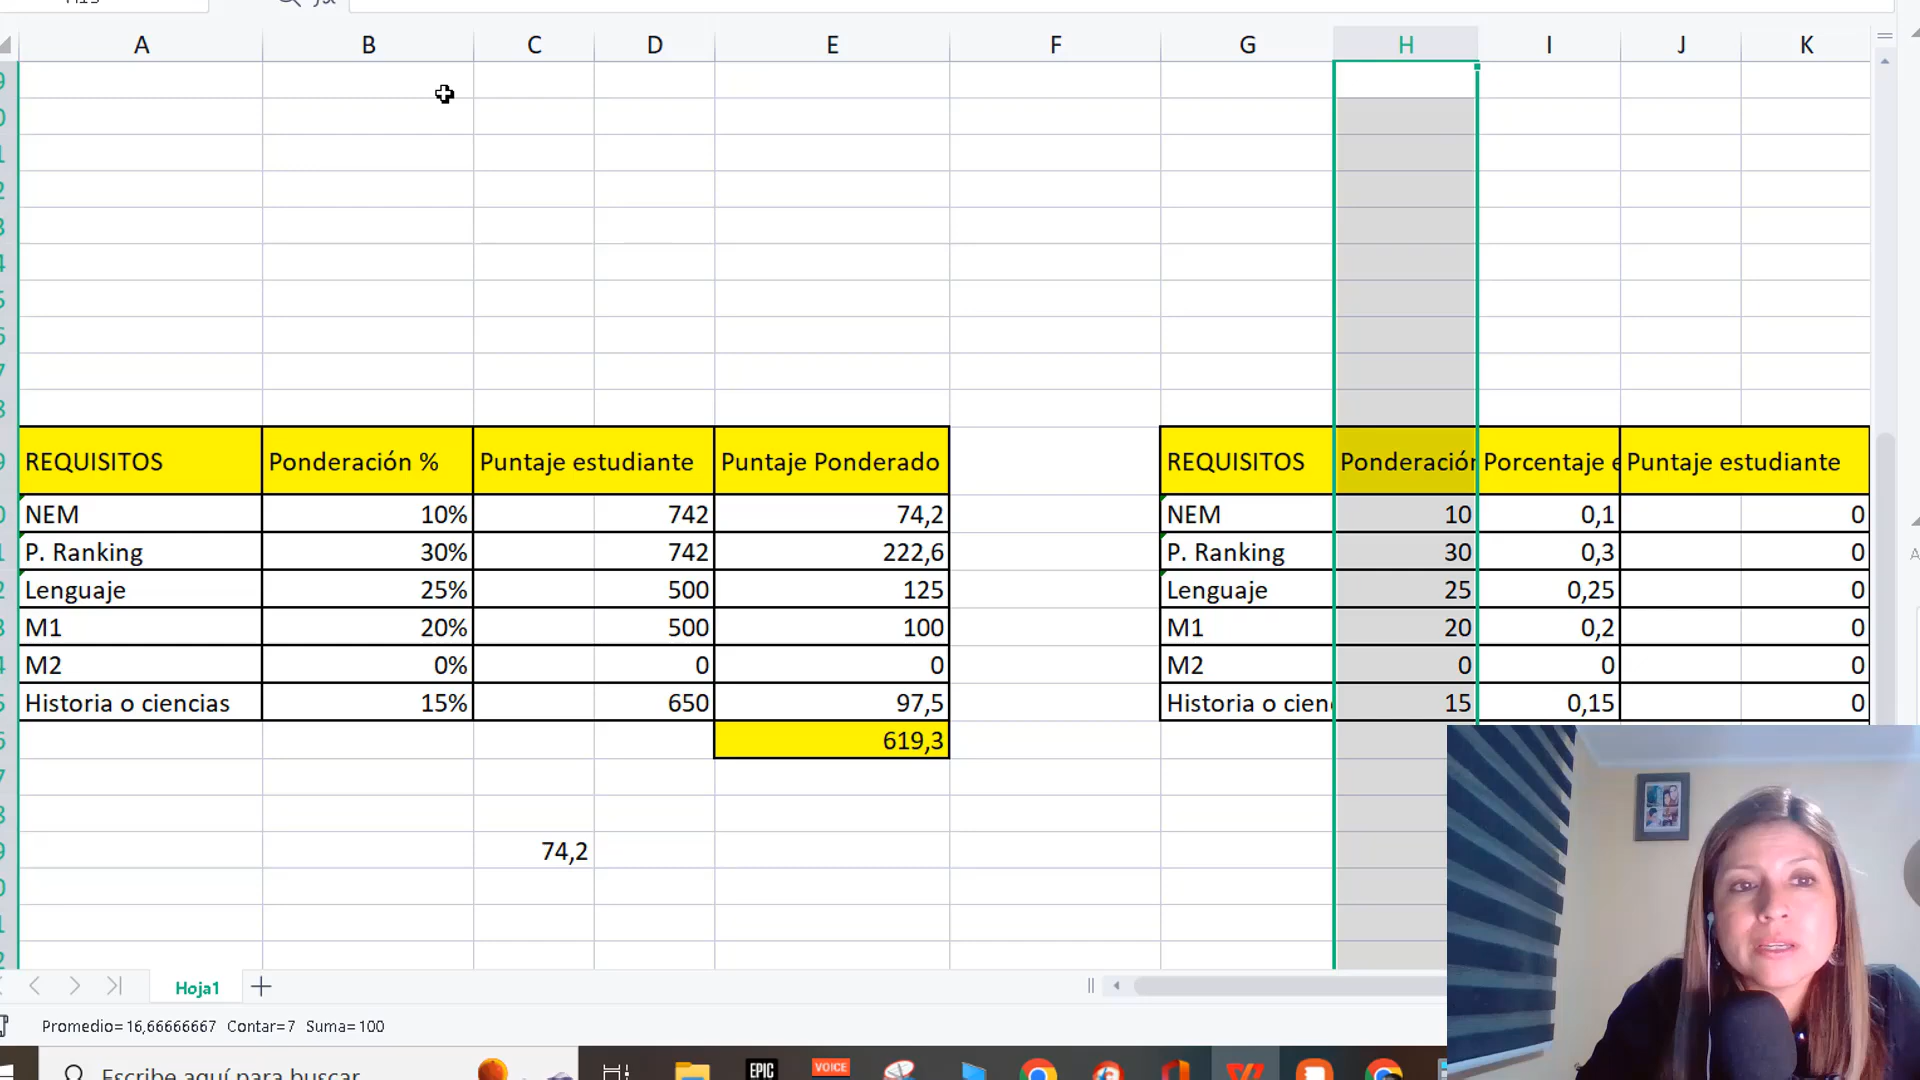 A B C D E F G H I J K
REQUISITOS Ponderación % Puntaje estudiante Puntaje Ponderado REQUISITOS Ponderación Porcentaje e Puntaje estudiante
NEM 10% 742 74,2 NEM 10 0,1 0
P. Ranking 30% 742 222,6 P. Ranking 30 0,3 0
Lenguaje 25% 500 125 Lenguaje 25 0,25 0
M1 20% 500 100 M1 20 0,2 0
M2 0% 0 0 M2 0 0 0
Historia o ciencias 15% 650 97,5 Historia o cien 15 0,15 0
619,3
74,2
Hoja1
Promedio=16,66666667 Contar=7 Suma=100
Escribe aquí para buscar
EPIC
VOICE